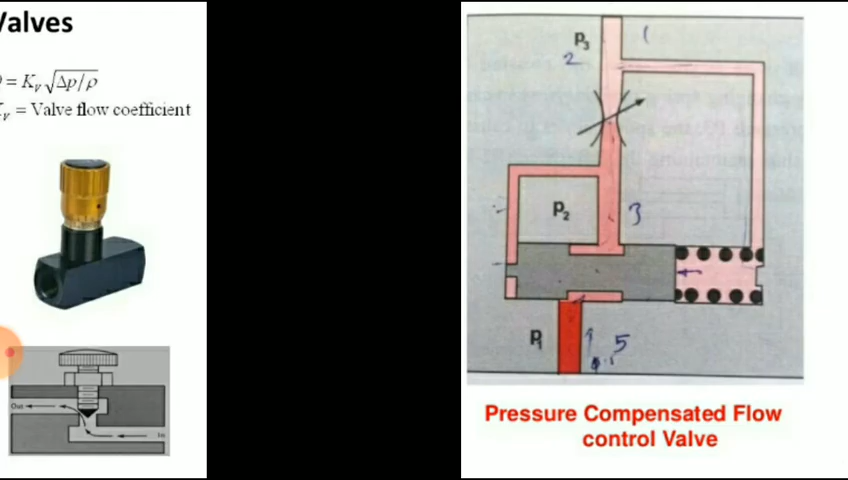 Valves
= Kv√Δp/ρ
= Valve flow coefficient
Out
In
P3
1
2
P2
3
P1
5
Pressure Compensated Flow
control Valve